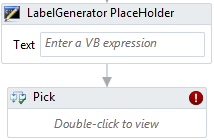 LabelGenerator PlaceHolder
Text Enter a VB expression
Pick
Double-click to view